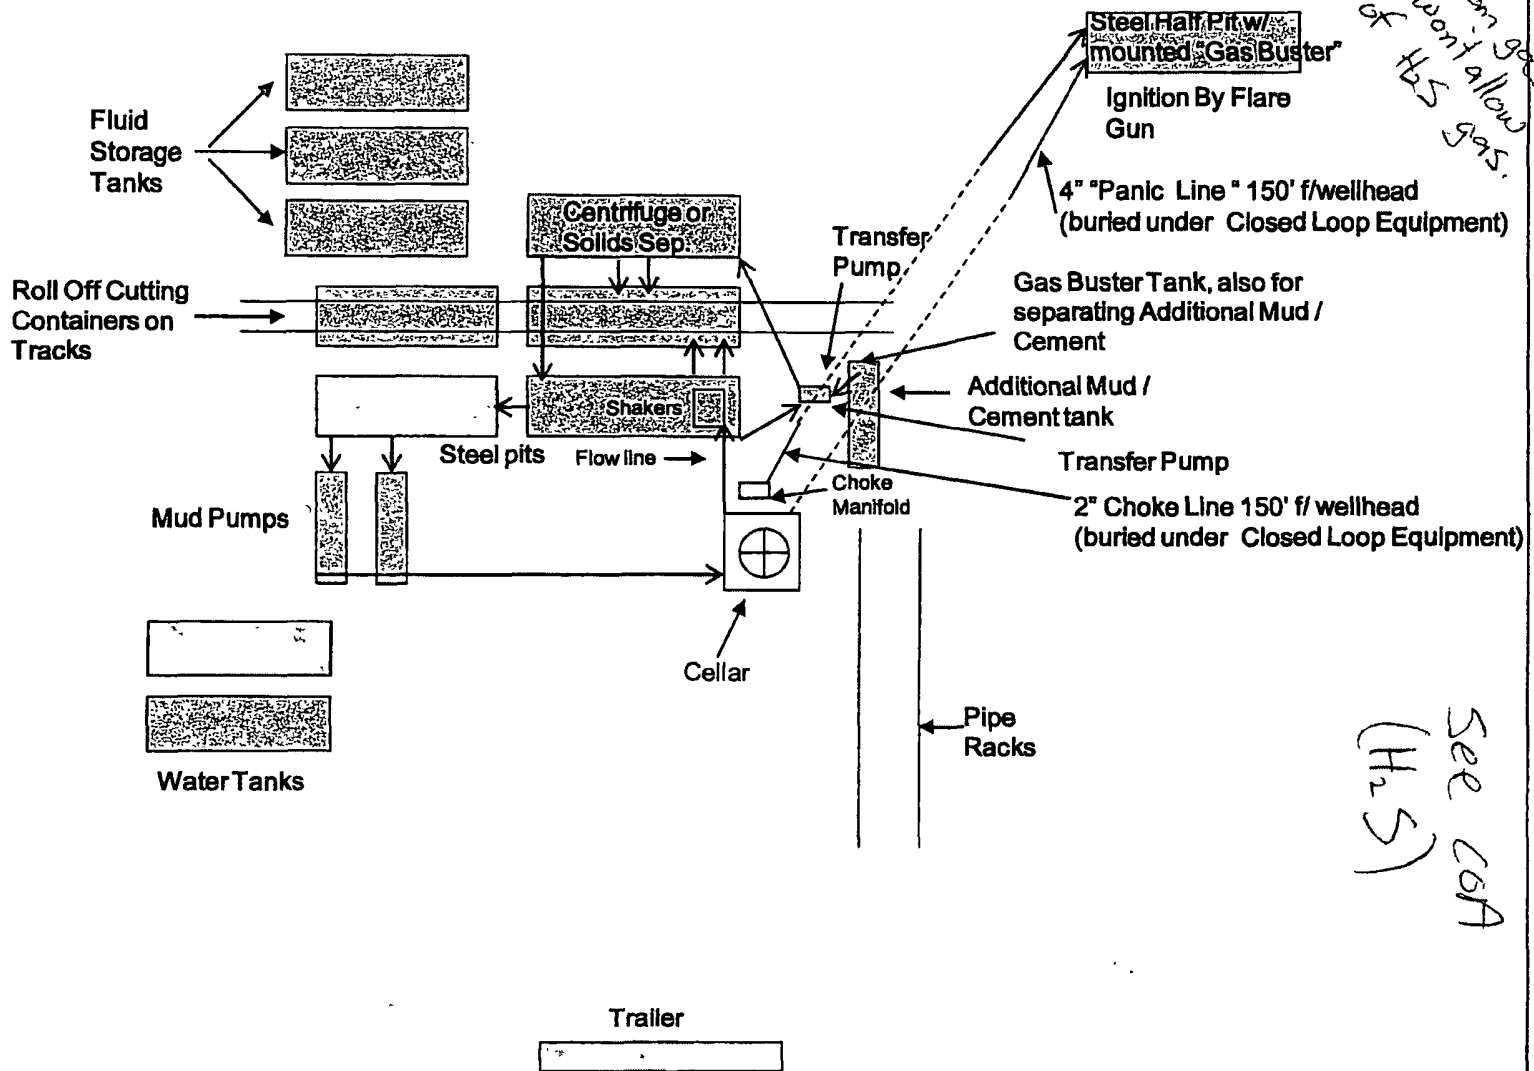 Steel Half Pit w/
mounted "Gas Buster"
Ignition By Flare
Gun
won't allow
of H2S gas.
Fluid
Storage
Tanks
4" "Panic Line " 150' f/wellhead
(buried under Closed Loop Equipment)
Centrifuge or
Solids Sep.
Transfer
Pump
Gas Buster Tank, also for
separating Additional Mud /
Cement
Roll Off Cutting
Containers on
Tracks
Additional Mud /
Cement tank
Shakers
Steel pits
Flow line
Transfer Pump
Choke
Manifold
2" Choke Line 150' f/ wellhead
(buried under Closed Loop Equipment)
Mud Pumps
Cellar
Pipe
Racks
Water Tanks
See COA
(H2S)
Trailer